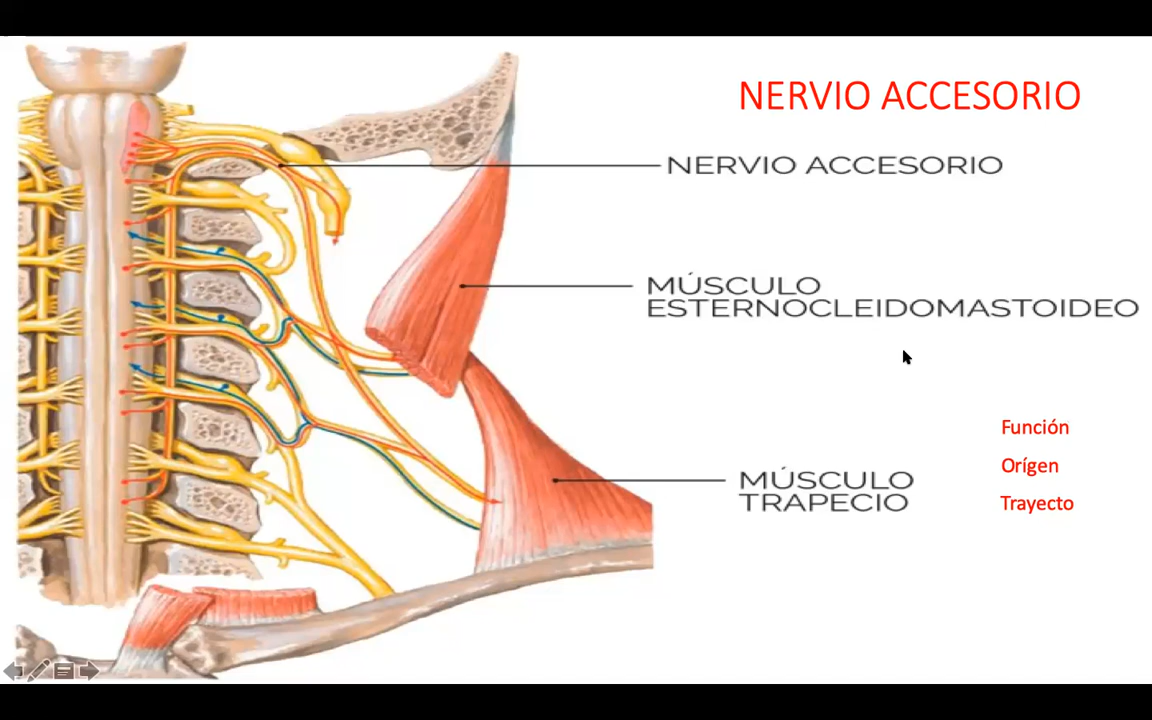 NERVIO ACCESORIO
NERVIO ACCESORIO
MÚSCULO
ESTERNOCLEIDOMASTOIDEO
Función
Orígen
Trayecto
MÚSCULO
TRAPECIO